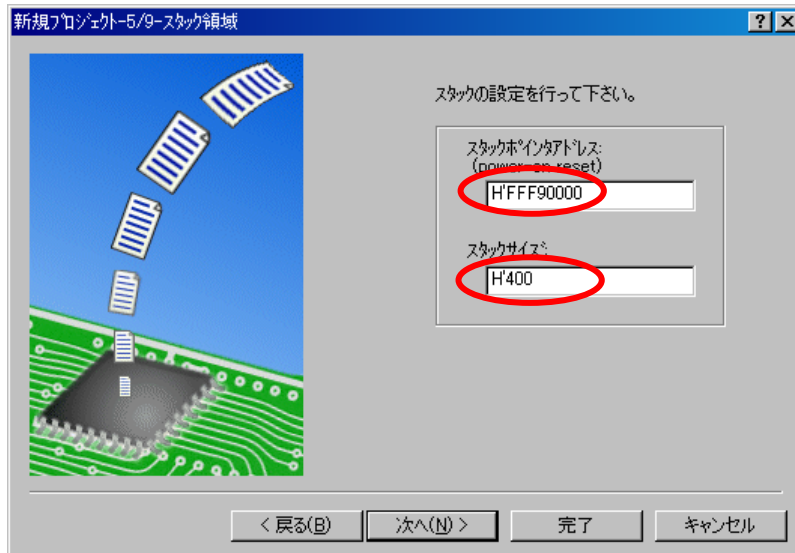 新規プロジェクト-5/9-スタック領域
スタックの設定を行って下さい。
スタックポインタアドレス:
(power-on reset)
H'FFF90000
スタックサイズ:
H'400
< 戻る(B)
次へ(N) >
完了
キャンセル